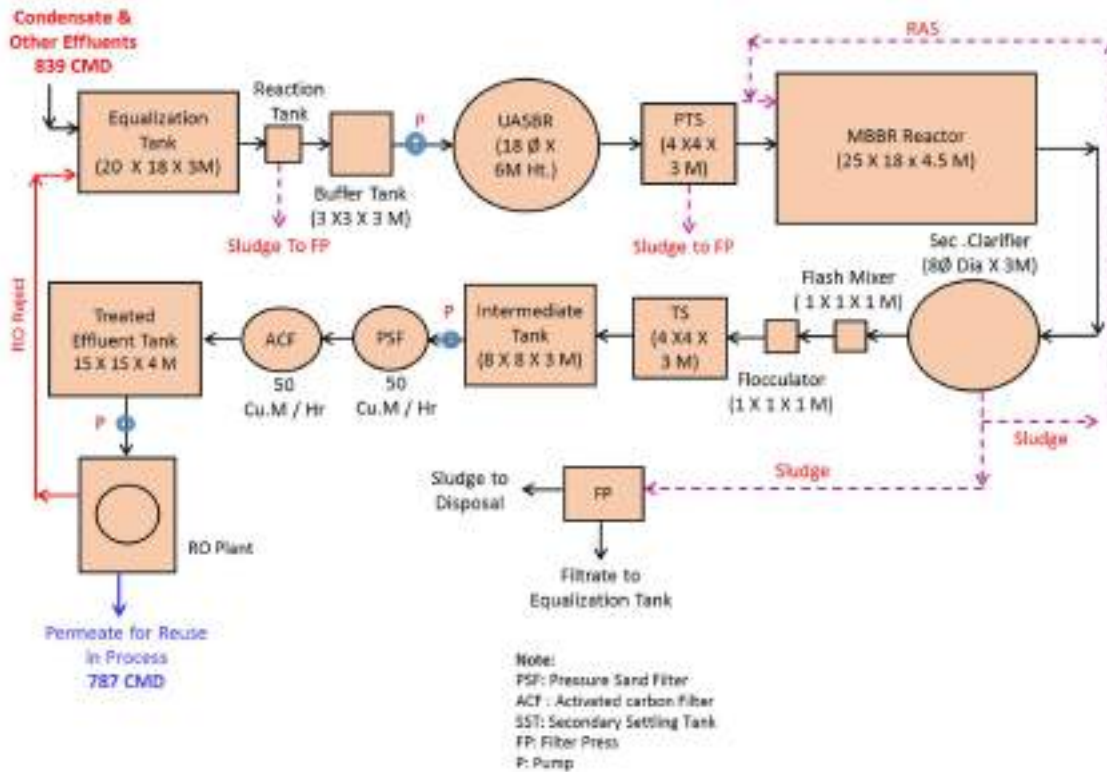 Condensate &
Other Effluents
839 CMD
RAS
Reaction
Tank
P
Equalization
Tank
(20 X 18 X 3M)
UASBR
(18 Ø X
6M Ht.)
PTS
(4 X4 X
3 M)
MBBR Reactor
(25 X 18 x 4.5 M)
Buffer Tank
(3 X3 X 3 M)
Sludge To FP
Sludge to FP
Sec .Clarifier
(8Ø Dia X 3M)
Flash Mixer
( 1 X 1 X 1M)
RO Reject
Treated
Effluent Tank
15 X 15 X 4 M
ACF
PSF
P
Intermediate
Tank
(8 X 8 X 3 M)
TS
(4 X4 X
3 M)
50
Cu.M / Hr
50
Cu.M / Hr
Flocculator
(1 X 1 X 1 M)
P
Sludge
Sludge
Sludge to
Disposal
FP
RO Plant
Filtrate to
Equalization Tank
Permeate for Reuse
in Process
787 CMD
Note:
PSF: Pressure Sand Filter
ACF : Activated carbon Filter
SST: Secondary Settling Tank
FP: Filter Press
P: Pump